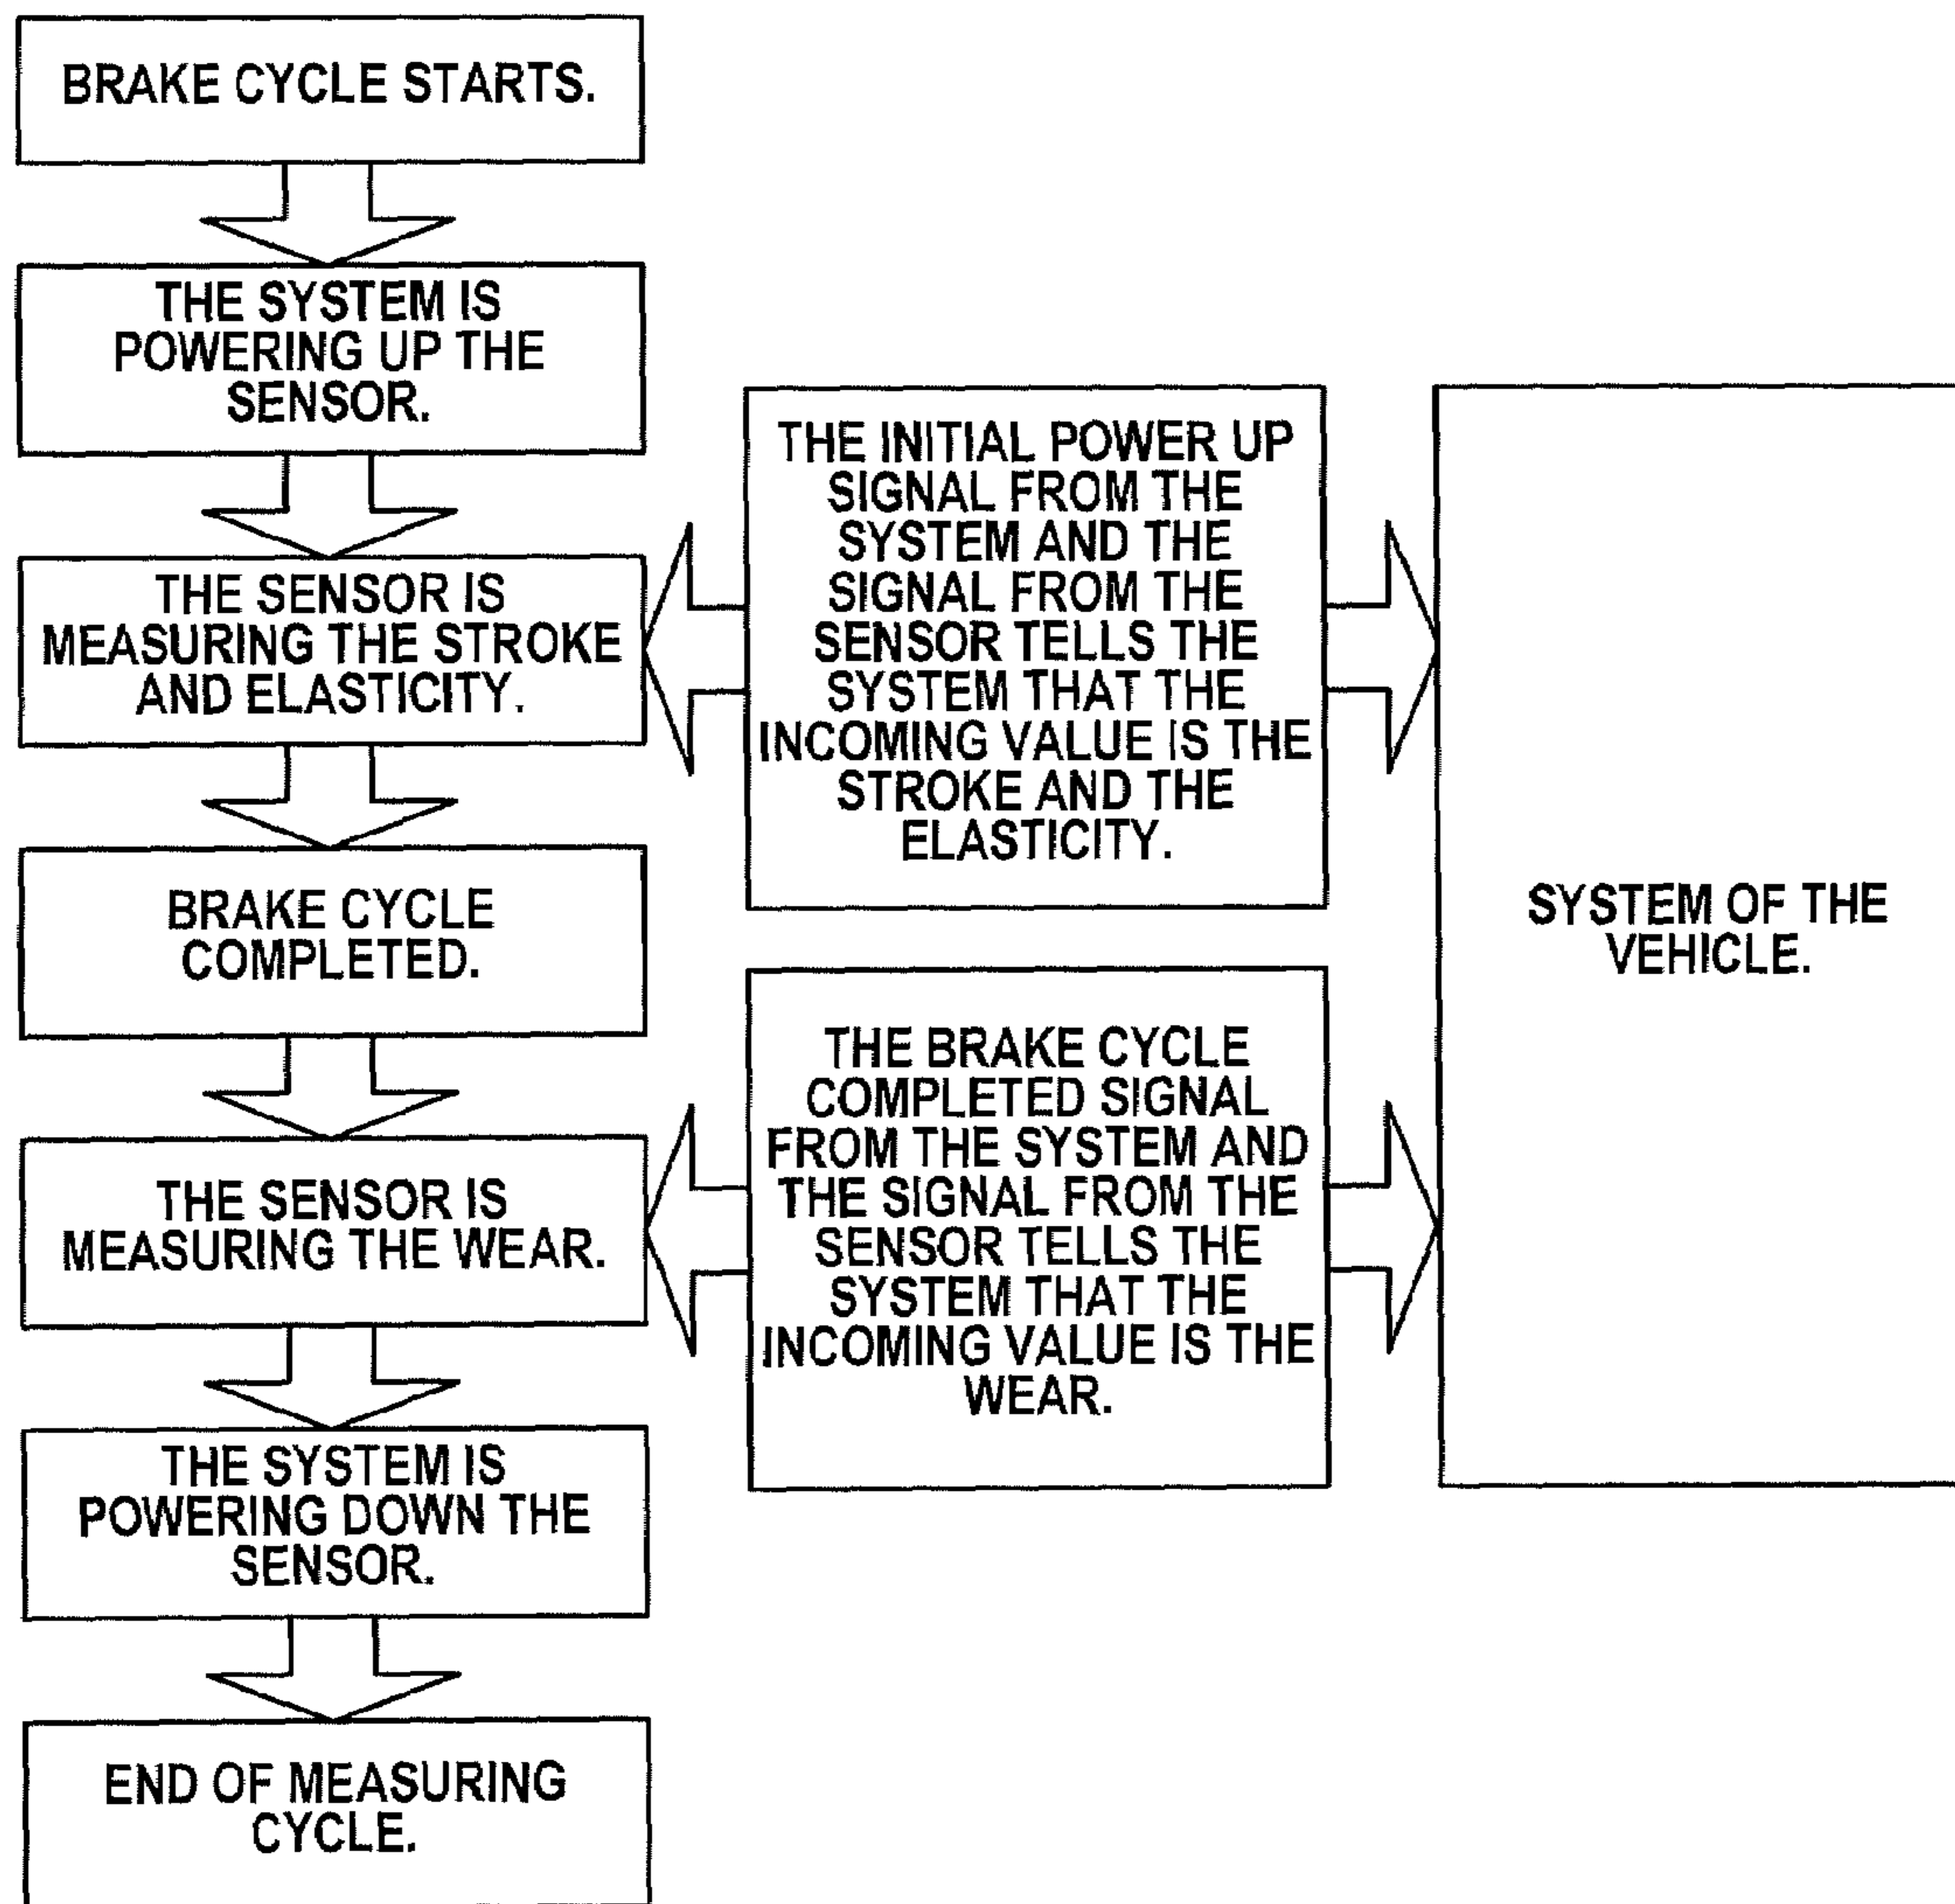 BRAKE CYCLE STARTS.
THE SYSTEM IS
POWERING UP THE
SENSOR.
THE SENSOR IS
MEASURING THE STROKE
AND ELASTICITY.
BRAKE CYCLE
COMPLETED.
THE SENSOR IS
MEASURING THE WEAR.
THE SYSTEM IS
POWERING DOWN THE
SENSOR.
END OF MEASURING
CYCLE.
THE INITIAL POWER UP
SIGNAL FROM THE
SYSTEM AND THE
SIGNAL FROM THE
SENSOR TELLS THE
SYSTEM THAT THE
INCOMING VALUE IS THE
STROKE AND THE
ELASTICITY.
THE BRAKE CYCLE
COMPLETED SIGNAL
FROM THE SYSTEM AND
THE SIGNAL FROM THE
SENSOR TELLS THE
SYSTEM THAT THE
INCOMING VALUE IS THE
WEAR.
SYSTEM OF THE
VEHICLE.